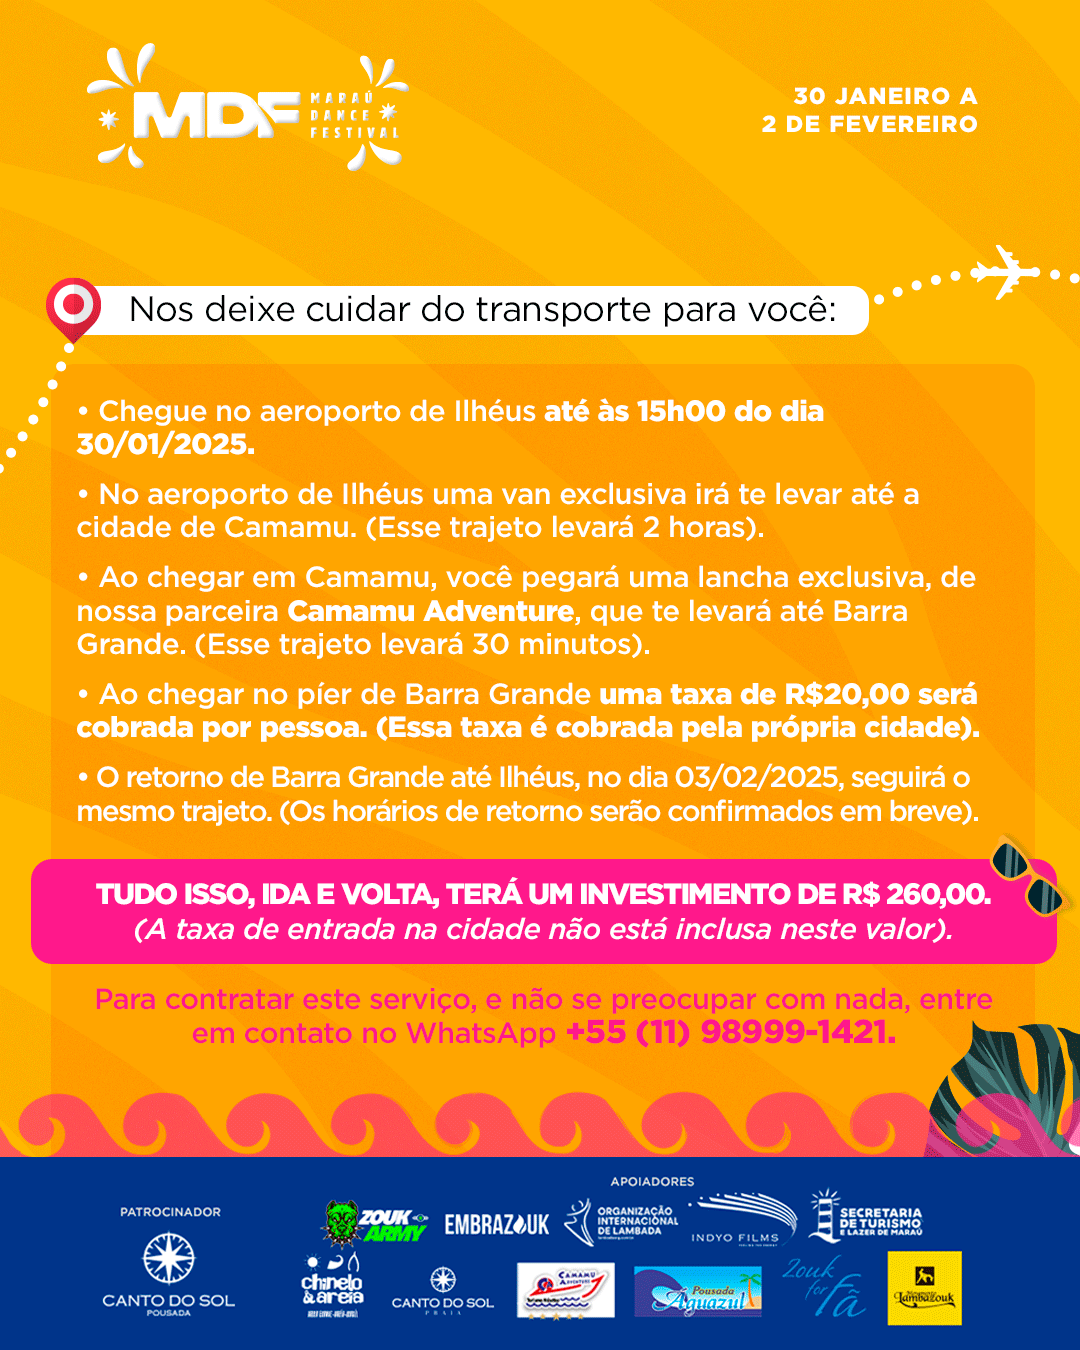 MDF
MARAÚ
DANCE
FESTIVAL
30 JANEIRO A
2 DE FEVEREIRO
Nos deixe cuidar do transporte para você:
• Chegue no aeroporto de Ilhéus até às 15h00 do dia
30/01/2025.
• No aeroporto de Ilhéus uma van exclusiva irá te levar até a
cidade de Camamu. (Esse trajeto levará 2 horas).
• Ao chegar em Camamu, você pegará uma lancha exclusiva, de
nossa parceira Camamu Adventure, que te levará até Barra
Grande. (Esse trajeto levará 30 minutos).
• Ao chegar no píer de Barra Grande uma taxa de R$20,00 será
cobrada por pessoa. (Essa taxa é cobrada pela própria cidade).
• O retorno de Barra Grande até Ilhéus, no dia 03/02/2025, seguirá o
mesmo trajeto. (Os horários de retorno serão confirmados em breve).
TUDO ISSO, IDA E VOLTA, TERÁ UM INVESTIMENTO DE R$ 260,00.
(A taxa de entrada na cidade não está inclusa neste valor).
Para contratar este serviço, e não se preocupar com nada, entre
em contato no WhatsApp +55 (11) 98999-1421.
PATROCINADOR
CANTO DO SOL
POUSADA
APOIADORES
ZOUK
ARMY
EMBRAZOUK
ORGANIZAÇÃO
INTERNACIONAL
DE LAMBADA
INDYO FILMS
SECRETARIA
DE TURISMO
E LAZER DE MARAÚ
chinelo
&areia
CANTO DO SOL
PRAIA
CAMAMU
ADVENTURE
Pousada
Águazul
Zouk
for
Fá
Lambazouk